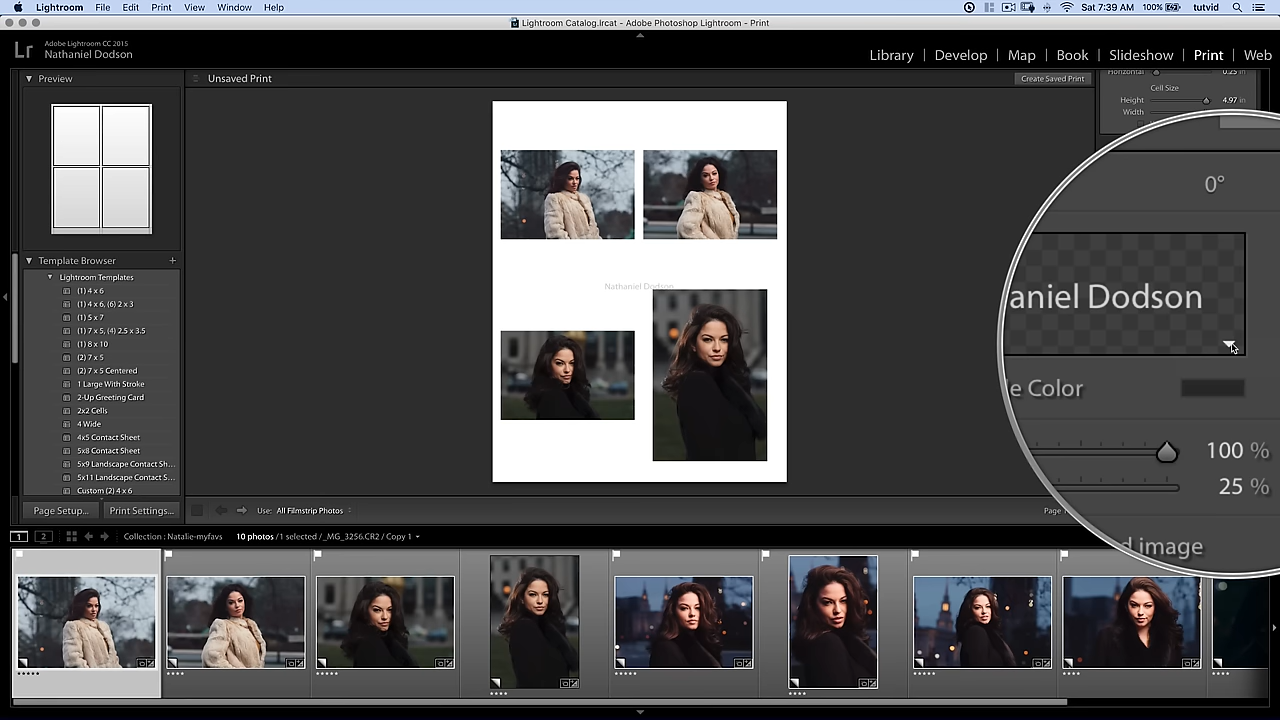 Lightroom File Edit Photo Settings View Window Help
Sat 7:39 AM 100% tutvid
Lightroom Catalog.lrcat - Adobe Photoshop Lightroom - Print
Lr Adobe Lightroom CC 2015
Nathaniel Dodson
Library | Develop | Map | Book | Slideshow | Print | Web
Preview
Unsaved Print
Create Saved Print
Horizontal 0.25 in
Cell Size
Height 4.97 in
Width
0°
aniel Dodson
e Color
100 %
25 %
d image
Nathaniel Dodson
Template Browser +
Lightroom Templates
(1) 4 x 6
(1) 4 x 6, (6) 2 x 3
(1) 5 x 7
(1) 7 x 5, (4) 2.5 x 3.5
(1) 8 x 10
(2) 7 x 5
(2) 7 x 5 Centered
1 Large With Stroke
2-Up Greeting Card
2x2 Cells
4 Wide
4x5 Contact Sheet
5x8 Contact Sheet
5x9 Landscape Contact Sh...
5x11 Landscape Contact S...
Custom (2) 4 x 6
Page Setup... Print Settings...
Use: All Filmstrip Photos
Page
1 2 Collection : Natalie-myfavs 10 photos / 1 selected / _MG_3256.CR2 / Copy 1